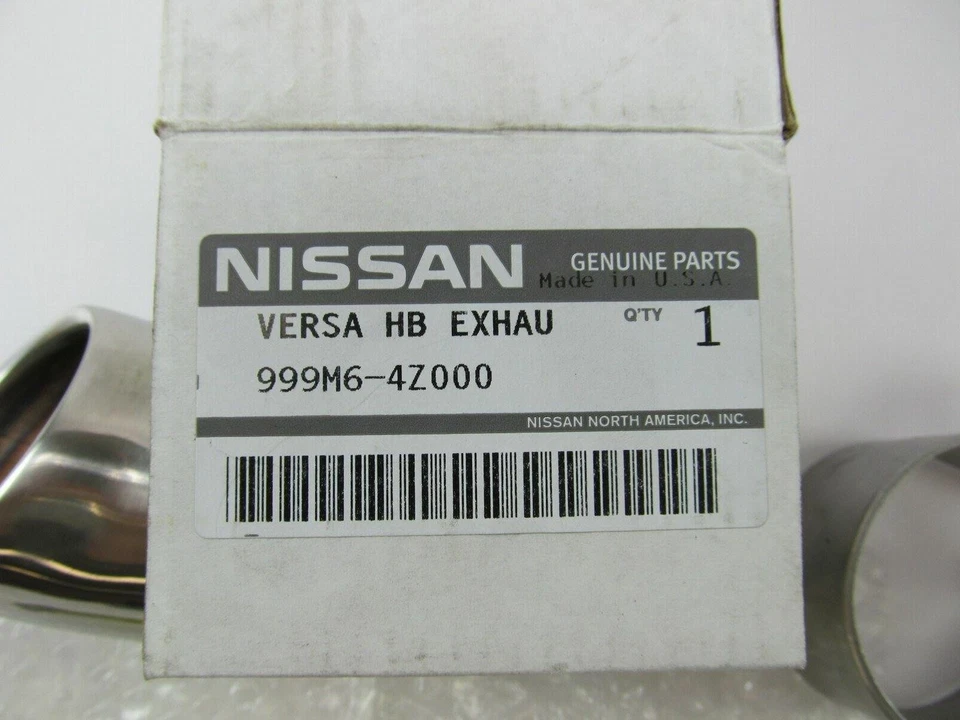 NISSAN GENUINE PARTS
Made in U.S.A.
VERSA HB EXHAU Q'TY 1
999M6-4Z000
NISSAN NORTH AMERICA, INC.